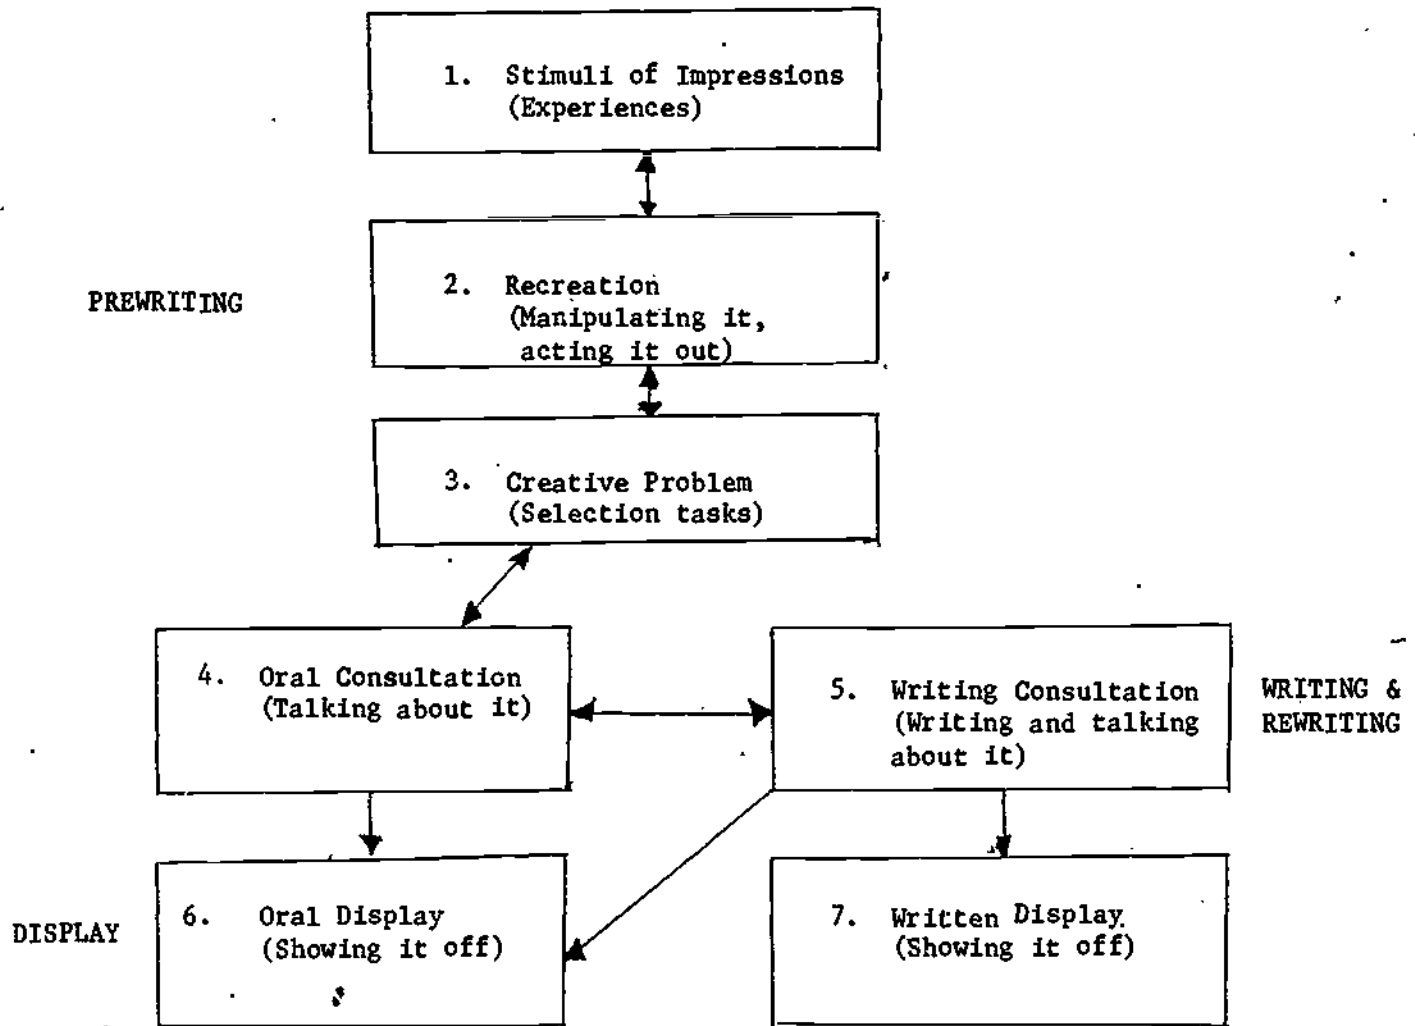 1. Stimuli of Impressions
(Experiences)
PREWRITING
2. Recreation
(Manipulating it,
acting it out)
3. Creative Problem
(Selection tasks)
4. Oral Consultation
(Talking about it)
5. Writing Consultation
(Writing and talking
about it)
WRITING &
REWRITING
DISPLAY
6. Oral Display
(Showing it off)
7. Written Display.
(Showing it off)